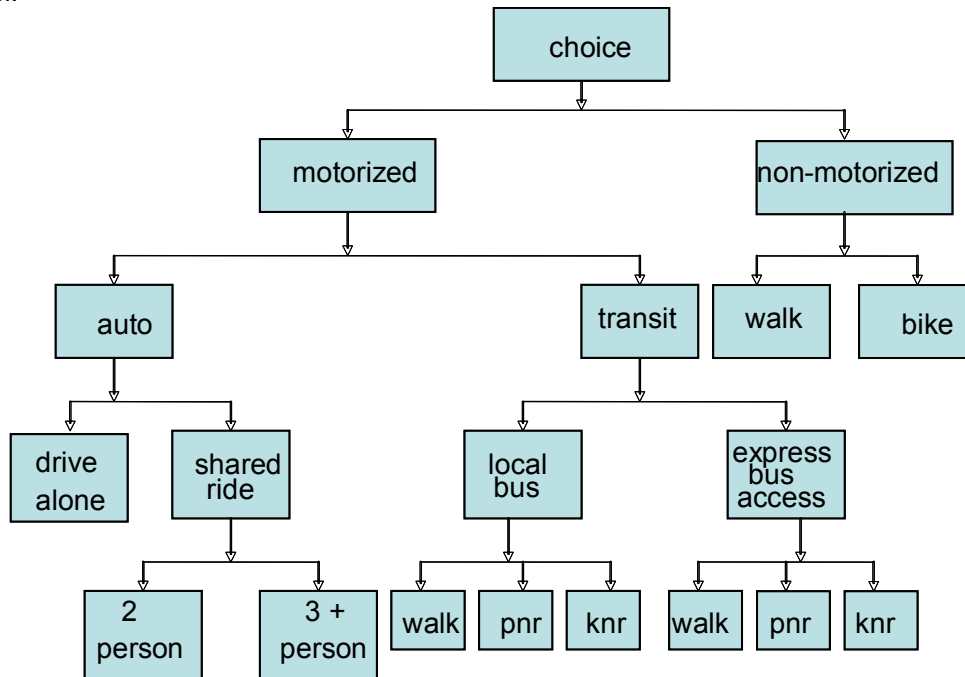 choice
motorized
non-motorized
auto
transit
walk
bike
drive
alone
shared
ride
local
bus
express
bus
access
2
person
3 +
person
walk
pnr
knr
walk
pnr
knr